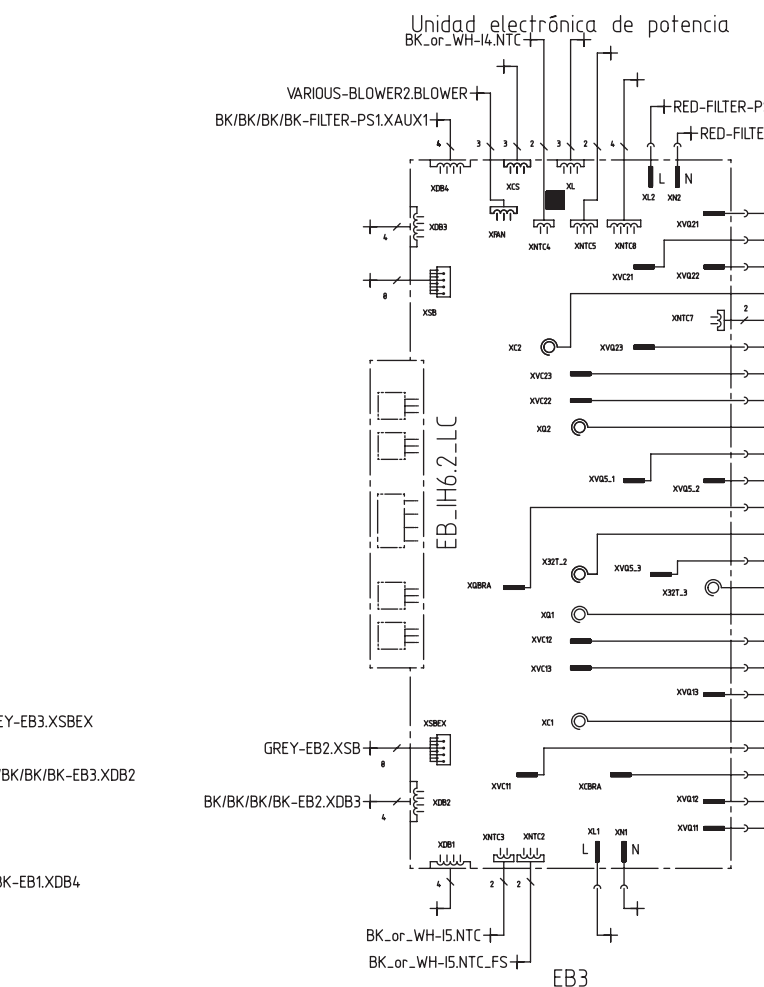 Unidad electrónica de potencia
BK_or_WH-I4.NTC
VARIOUS-BLOWER2.BLOWER
BK/BK/BK/BK-FILTER-PS1.XAUX1
RED-FILTER-P
RED-FILTE
4
3
3
2
3
2
4
XDB4
XCS
XL
XL2
L
N
XN2
XDB3
4
XFAN
XNTC4
XNTC5
XNTC8
XVQ21
XVC21
XVQ22
8
XSB
XNTC7
2
XC2
XVQ23
XVC23
XVC22
XQ2
EB_IH6.2_LC
XVQS_1
XVQS_2
X32T_2
XVQS_3
XQBRA
X32T_3
XQ1
XVC12
XVC13
XVQ13
EY-EB3.XSBEX
XSBEX
XC1
GREY-EB2.XSB
8
/BK/BK/BK-EB3.XDB2
XVC11
XCBRA
BK/BK/BK/BK-EB2.XDB3
4
XDB2
XVQ12
XVQ11
XDB1
XNTC3
XNTC2
XL1
XN1
L
N
BK-EB1.XDB4
4
2
2
BK_or_WH-I5.NTC
BK_or_WH-I5.NTC_FS
EB3